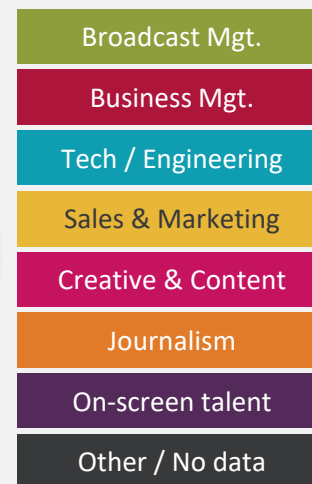 Broadcast Mgt.
Business Mgt.
Tech / Engineering
Sales & Marketing
Creative & Content
Journalism
On-screen talent
Other / No data